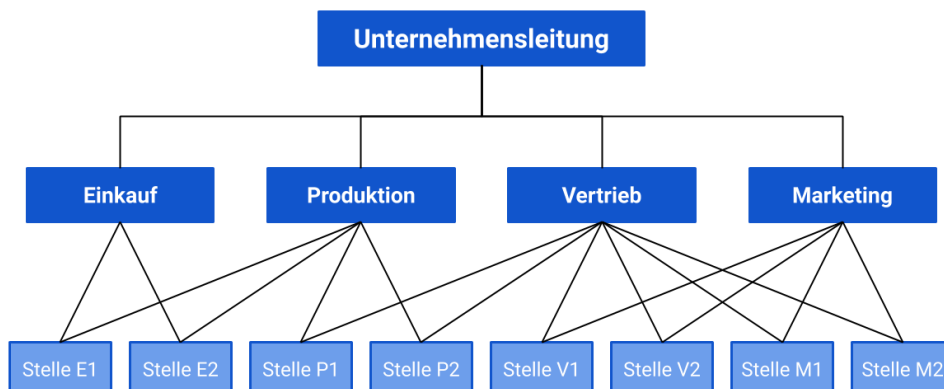 Unternehmensleitung
Einkauf
Produktion
Vertrieb
Marketing
Stelle E1
Stelle E2
Stelle P1
Stelle P2
Stelle V1
Stelle V2
Stelle M1
Stelle M2